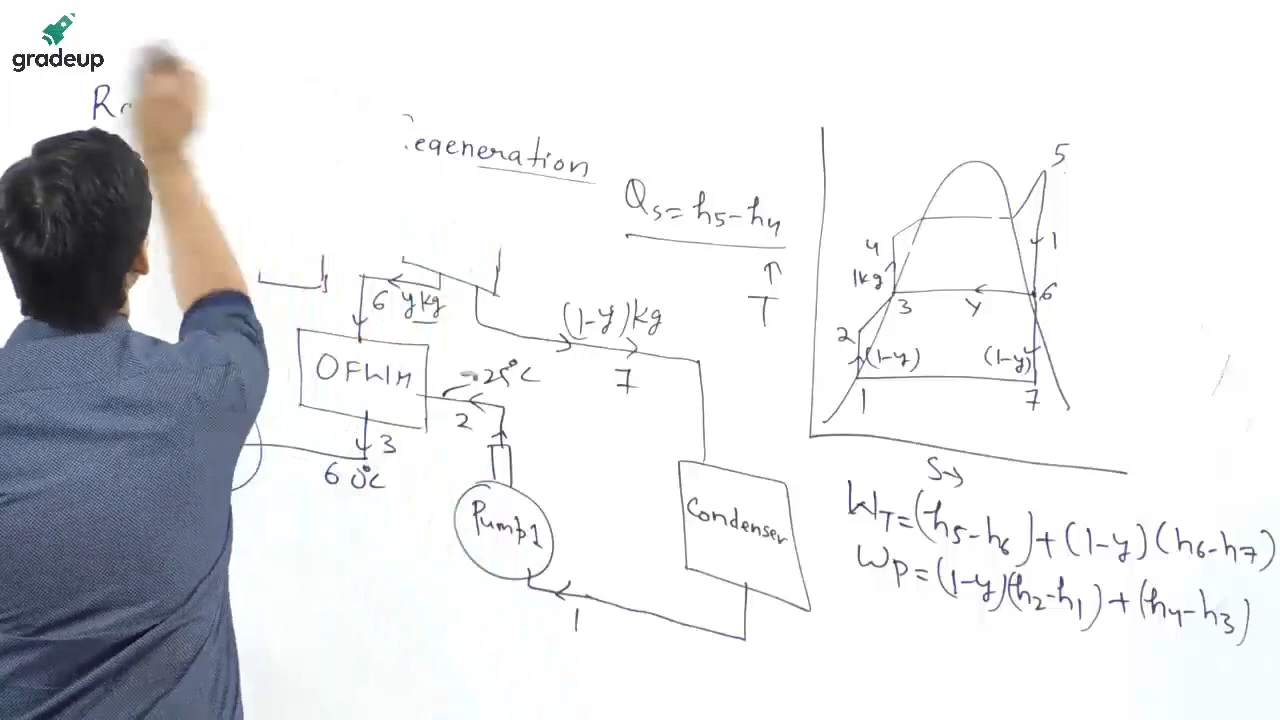 gradeup
egeneration
Qs = h5 - h4
↑
T
6 y kg
(1-y) kg
7
OFWH
25°C
2
3
60°C
Pump 1
Condenser
1
5
4
1
1kg
6
3
y
2
(1-y)
(1-y)
1
7
S→
WT = (h5 - h6) + (1-y)(h6 - h7)
WP = (1-y)(h2 - h1) + (h4 - h3)